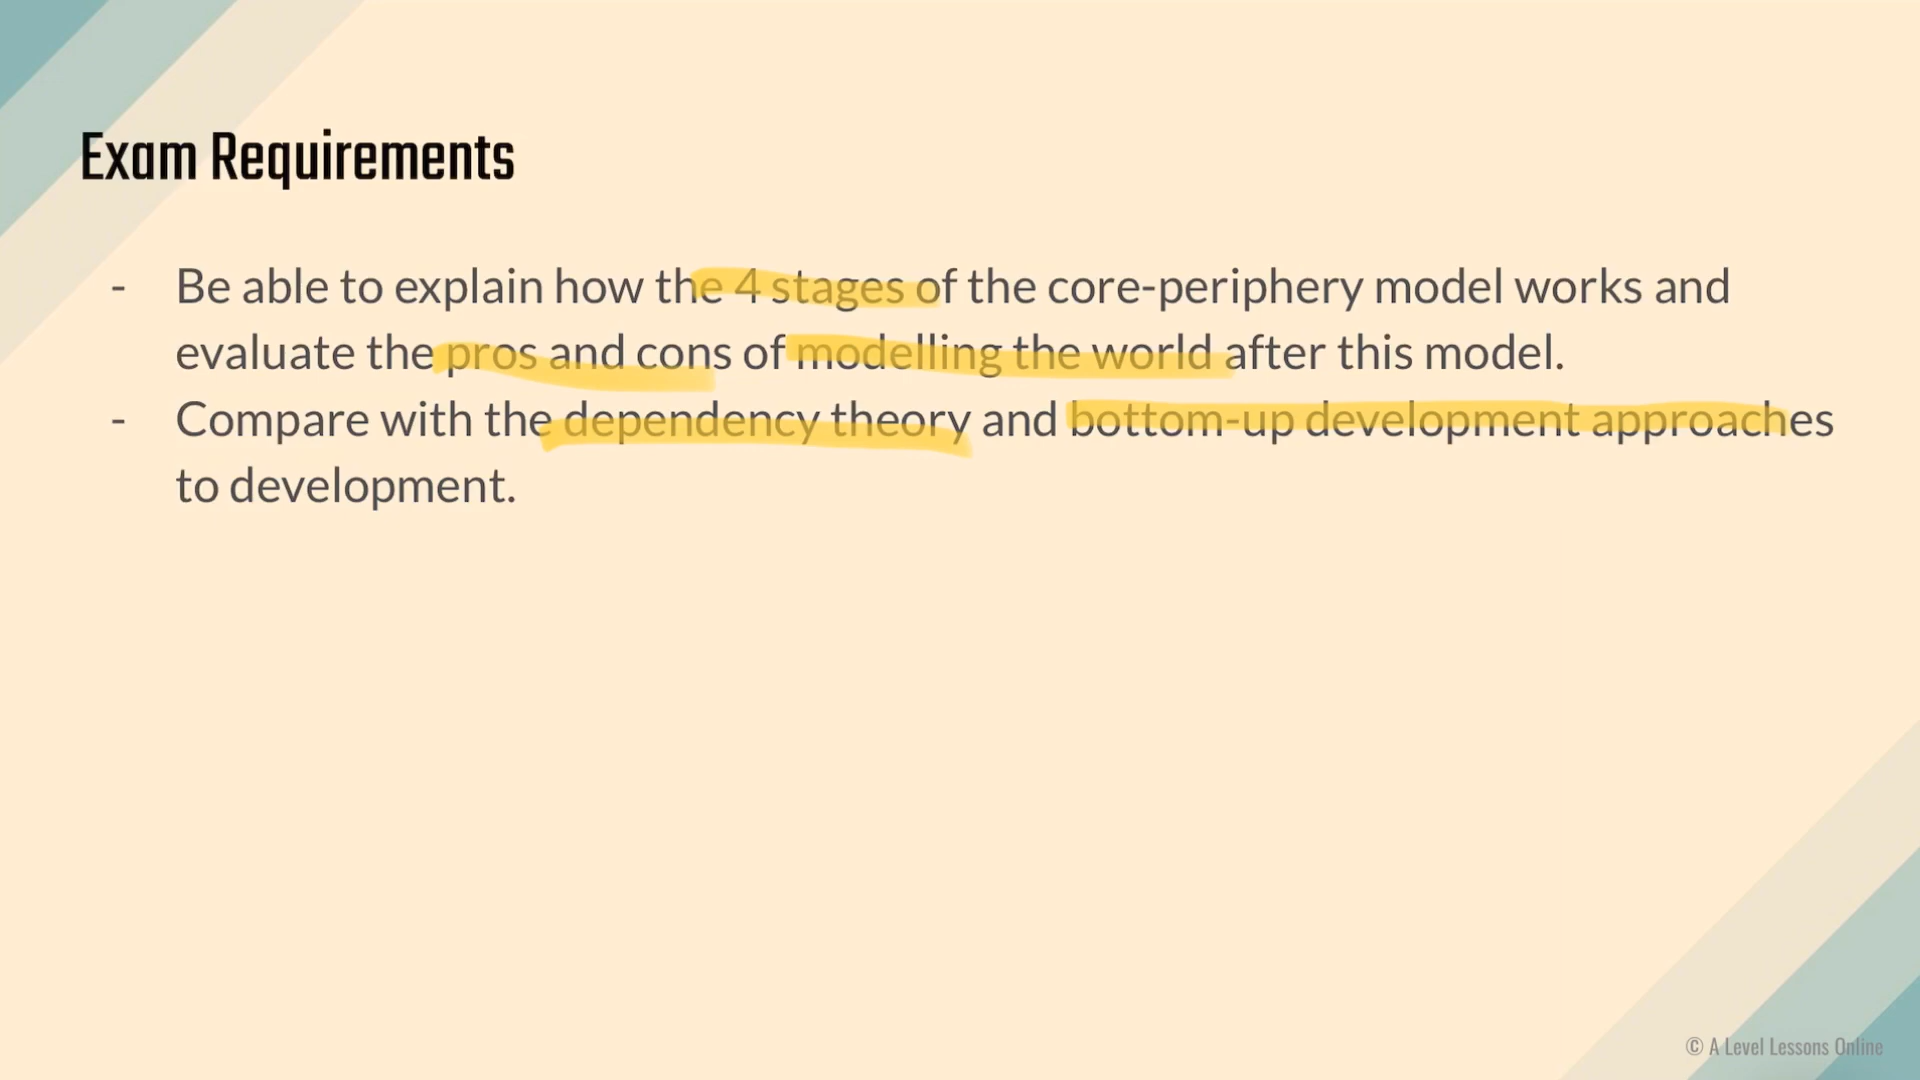 Exam Requirements
- Be able to explain how the 4 stages of the core-periphery model works and
evaluate the pros and cons of modelling the world after this model.
- Compare with the dependency theory and bottom-up development approaches
to development.
© A Level Lessons Online